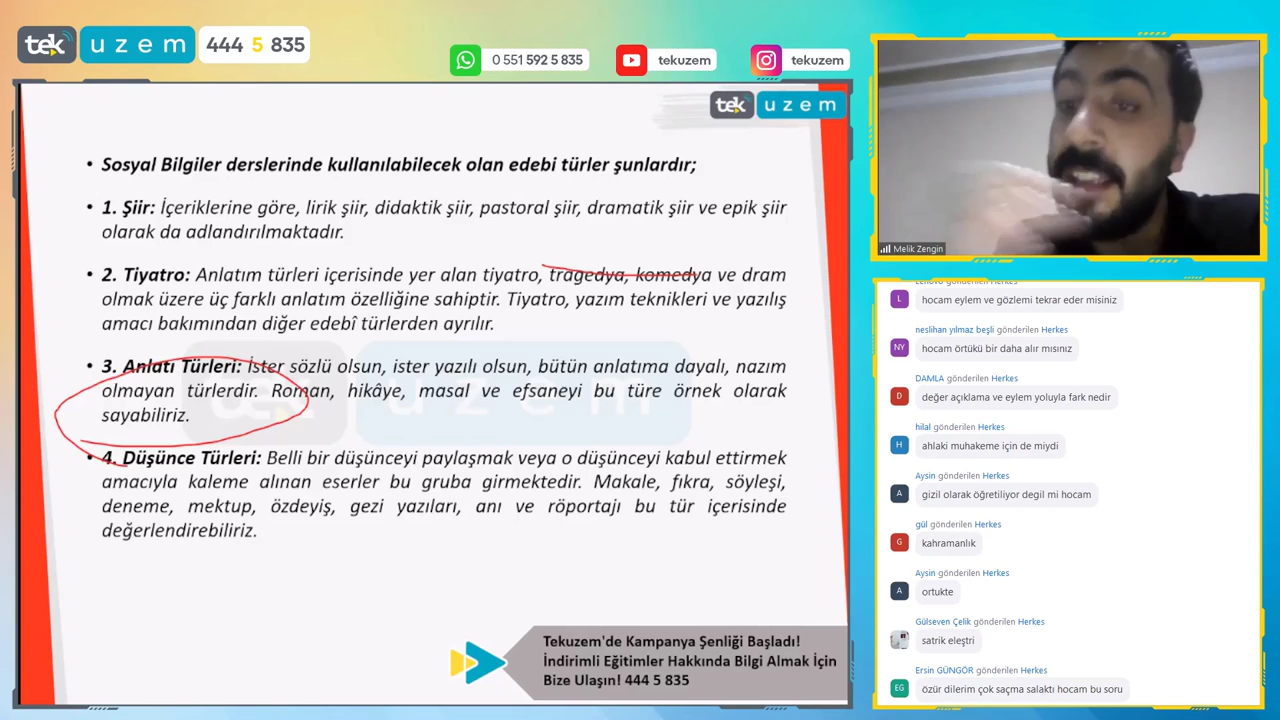 tek uzem 444 5 835
0 551 592 5 835
tekuzem
tekuzem
tek uzem
• Sosyal Bilgiler derslerinde kullanılabilecek olan edebi türler şunlardır;
• 1. Şiir: İçeriklerine göre, lirik şiir, didaktik şiir, pastoral şiir, dramatik şiir ve epik şiir
olarak da adlandırılmaktadır.
• 2. Tiyatro: Anlatım türleri içerisinde yer alan tiyatro, tragedya, komedya ve dram
olmak üzere üç farklı anlatım özelliğine sahiptir. Tiyatro, yazım teknikleri ve yazılış
amacı bakımından diğer edebî türlerden ayrılır.
• 3. Anlatı Türleri: İster sözlü olsun, ister yazılı olsun, bütün anlatıma dayalı, nazım
olmayan türlerdir. Roman, hikâye, masal ve efsaneyi bu türe örnek olarak
sayabiliriz.
• 4. Düşünce Türleri: Belli bir düşünceyi paylaşmak veya o düşünceyi kabul ettirmek
amacıyla kaleme alınan eserler bu gruba girmektedir. Makale, fıkra, söyleşi,
deneme, mektup, özdeyiş, gezi yazıları, anı ve röportajı bu tür içerisinde
değerlendirebiliriz.
Tekuzem'de Kampanya Şenliği Başladı!
İndirimli Eğitimler Hakkında Bilgi Almak İçin
Bize Ulaşın! 444 5 835
Melik Zengin
Lenovo gönderilen Herkes
L
hocam eylem ve gözlemi tekrar eder misiniz
neslihan yılmaz beşli gönderilen Herkes
NY
hocam örtükü bir daha alır mısınız
DAMLA gönderilen Herkes
D
değer açıklama ve eylem yoluyla fark nedir
hilal gönderilen Herkes
H
ahlaki muhakeme için de miydi
Aysin gönderilen Herkes
A
gizil olarak öğretiliyor degil mi hocam
gül gönderilen Herkes
G
kahramanlık
Aysin gönderilen Herkes
A
ortukte
Gülseven Çelik gönderilen Herkes
satrik eleştri
Ersin GÜNGÖR gönderilen Herkes
EG
özür dilerim çok saçma salaktı hocam bu soru